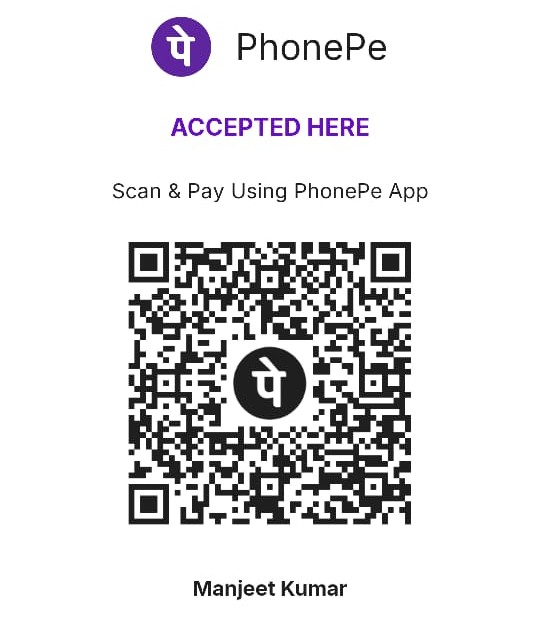 पे PhonePe
ACCEPTED HERE
Scan & Pay Using PhonePe App
पे
Manjeet Kumar